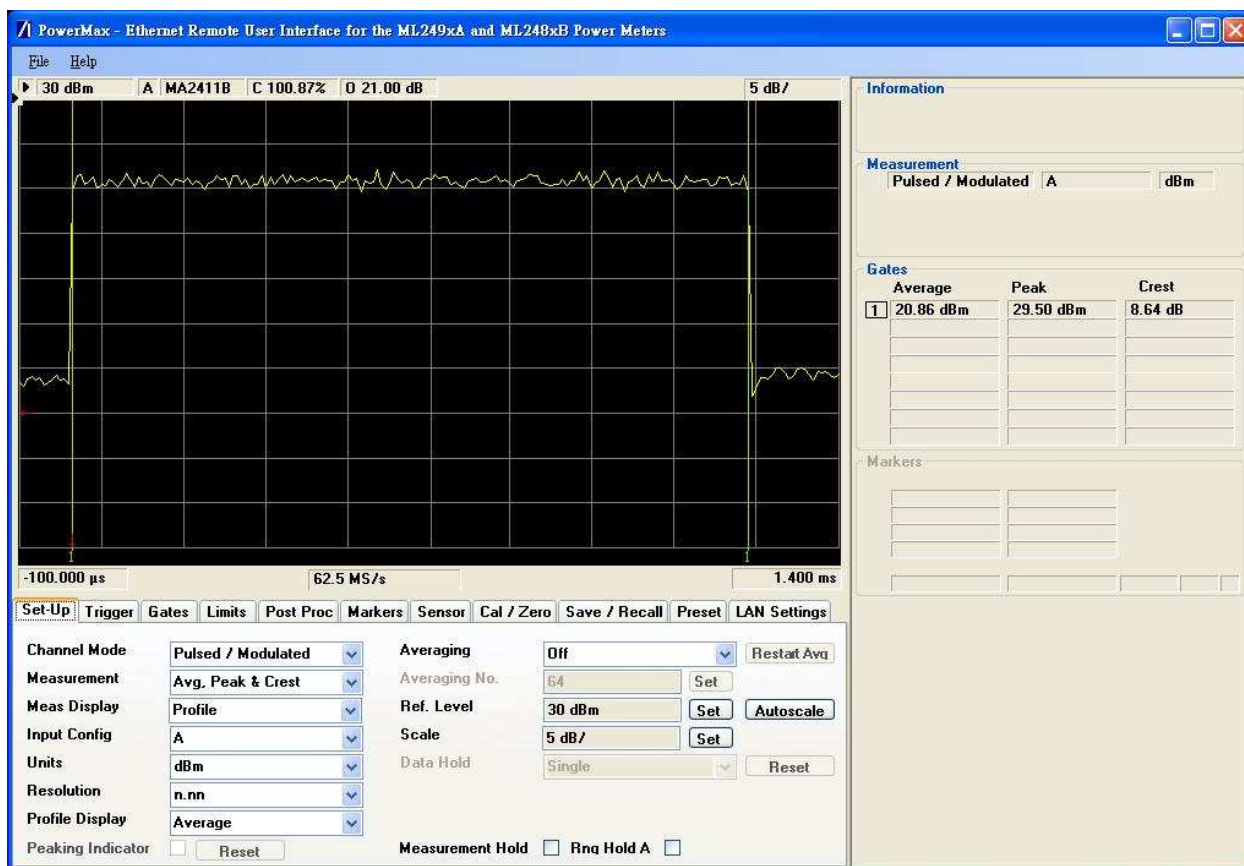 PowerMax - Ethernet Remote User Interface for the ML249xA and ML248xB Power Meters
File Help
30 dBm A MA2411B C 100.87% O 21.00 dB 5 dB/
1 1
-100.000 µs 62.5 MS/s 1.400 ms
Information
Measurement
Pulsed / Modulated A dBm
Gates
Average Peak Crest
1 20.86 dBm 29.50 dBm 8.64 dB
Markers
Set-Up Trigger Gates Limits Post Proc Markers Sensor Cal / Zero Save / Recall Preset LAN Settings
Channel Mode Pulsed / Modulated Averaging Off Restart Avg
Measurement Avg, Peak & Crest Averaging No. 64 Set
Meas Display Profile Ref. Level 30 dBm Set Autoscale
Input Config A Scale 5 dB/ Set
Units dBm Data Hold Single Reset
Resolution n.nn
Profile Display Average
Peaking Indicator Reset Measurement Hold Rng Hold A